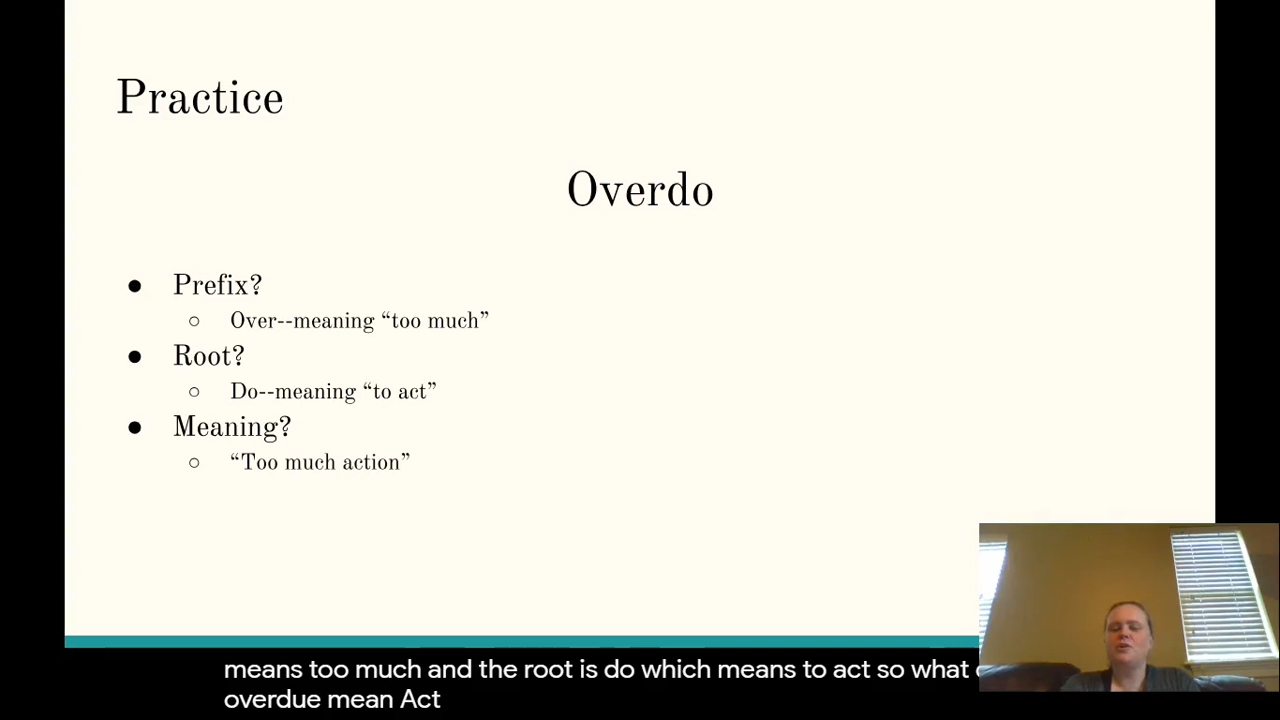 Practice
Overdo
● Prefix?
○ Over--meaning “too much”
● Root?
○ Do--meaning “to act”
● Meaning?
○ “Too much action”
means too much and the root is do which means to act so what
overdue mean Act